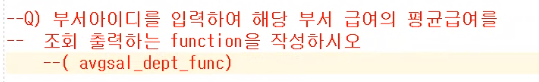 --Q) 부서아이디를 입력하여 해당 부서 급여의 평균급여를
-- 조회 출력하는 function을 작성하시오
--( avgsal_dept_func)